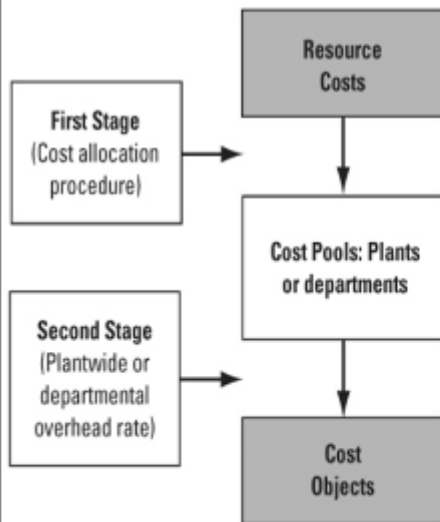 Resource
Costs
First Stage
(Cost allocation
procedure)
Cost Pools: Plants
or departments
Second Stage
(Plantwide or
departmental
overhead rate)
Cost
Objects